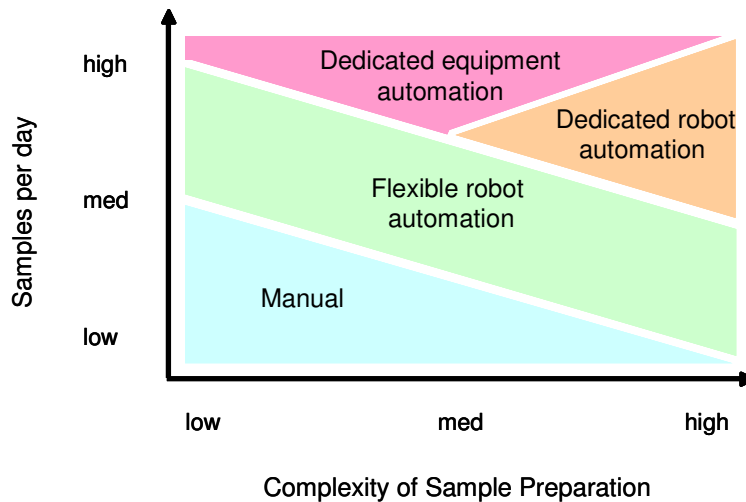 high
Dedicated equipment
automation
Dedicated robot
automation
Samples per day
med
Flexible robot
automation
Manual
low
low
med
high
Complexity of Sample Preparation